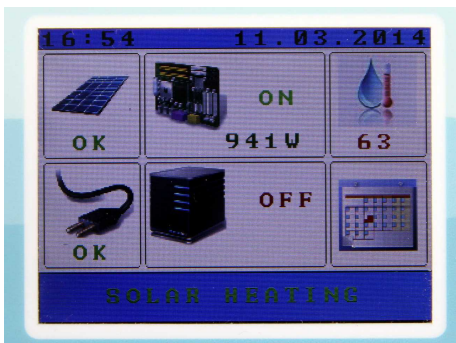 16:54 11.03.2014
ON
OK 941W 63
OFF
OK
SOLAR HEATING